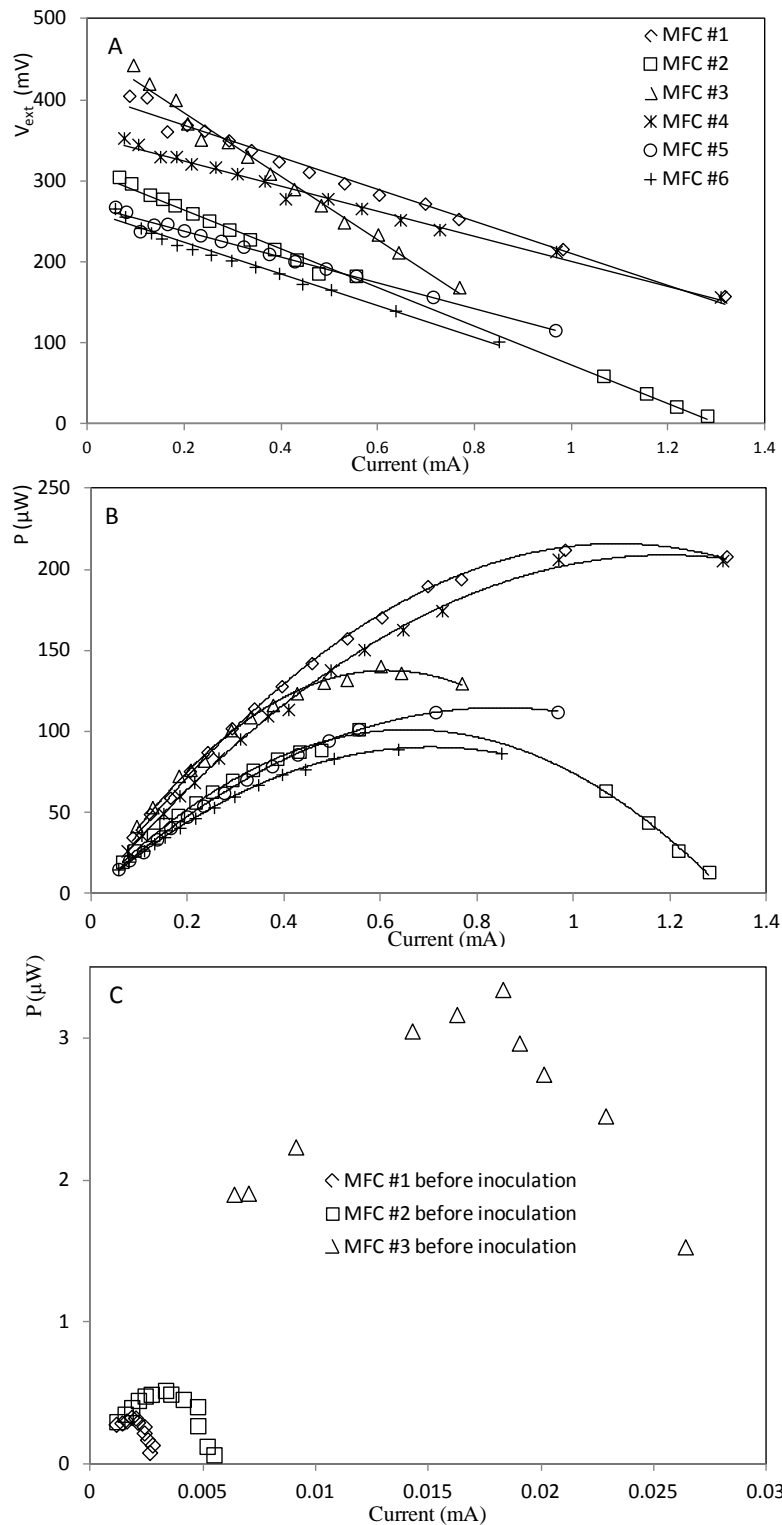 500
A
MFC #1
MFC #2
MFC #3
MFC #4
MFC #5
MFC #6
V_ext (mV)
400
300
200
100
0
0 0.2 0.4 0.6 0.8 1 1.2 1.4
Current (mA)
250
B
P (μW)
200
150
100
50
0
0 0.2 0.4 0.6 0.8 1 1.2 1.4
Current (mA)
C
P (μW)
3
2
MFC #1 before inoculation
MFC #2 before inoculation
MFC #3 before inoculation
1
0
0 0.005 0.01 0.015 0.02 0.025 0.03
Current (mA)